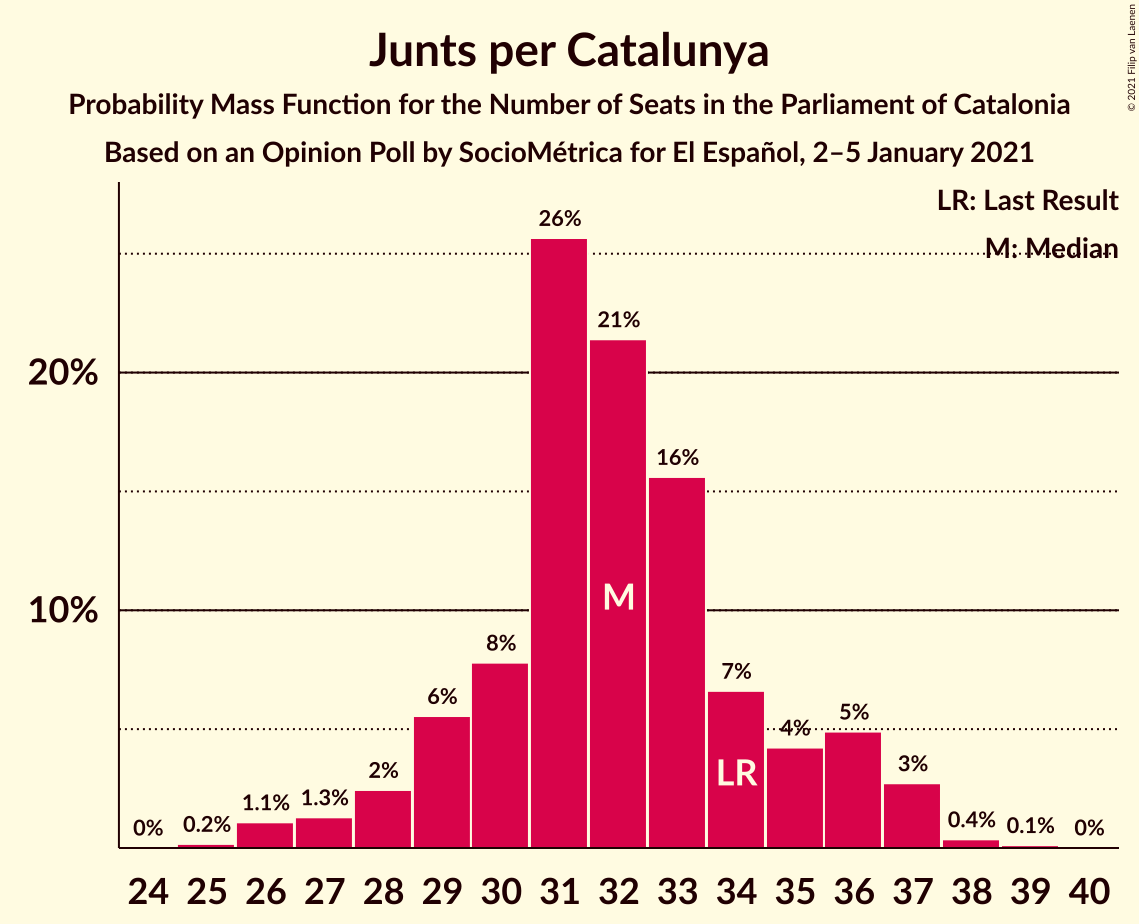 Junts per Catalunya
Probability Mass Function for the Number of Seats in the Parliament of Catalonia
Based on an Opinion Poll by SocioMétrica for El Español, 2–5 January 2021
© 2021 Filip van Laenen
LR: Last Result
M: Median
26%
21%
20%
16%
M
10%
8%
7%
6%
5%
4%
LR
3%
2%
1.3%
1.1%
0.4%
0.2%
0.1%
0%
0%
24 25 26 27 28 29 30 31 32 33 34 35 36 37 38 39 40